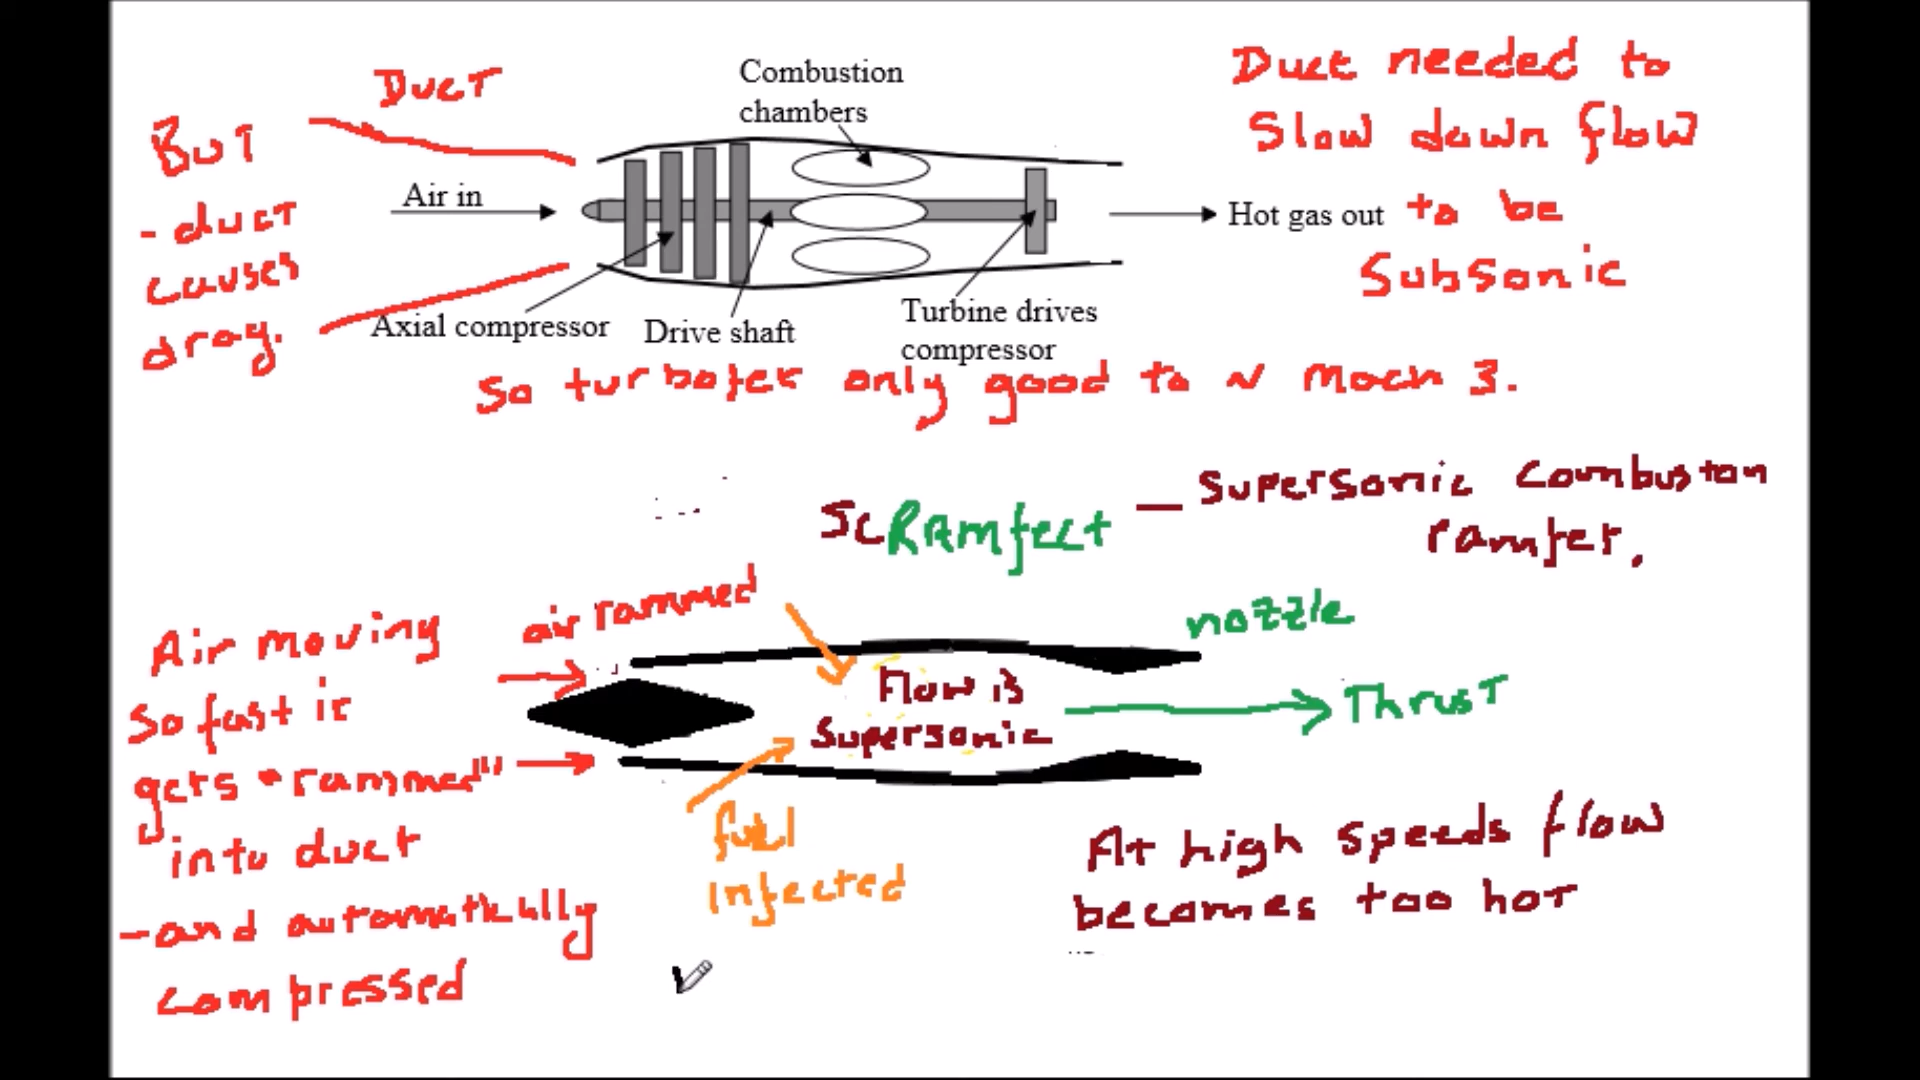 DUCT
Combustion
chambers
Duct needed to
Slow down flow
to be
Subsonic
BUT
- duct
causes
drag.
Air in
Hot gas out
Axial compressor
Drive shaft
Turbine drives
compressor
So turbojet only good to ~ Mach 3.
ScRAmject — supersonic combustion
ramjet.
Air moving
so fast it
gets "rammed"
into duct
- and automatically
compressed
air rammed
nozzle
Flow is
Supersonic
Thrust
fuel
Injected
At high speeds flow
becomes too hot